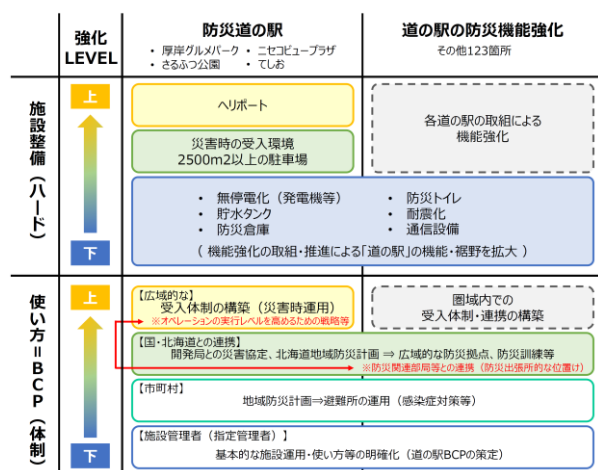 強化
LEVEL
防災道の駅
・ 厚岸グルメパーク ・ ニセコビュープラザ
・ さるふつ公園 ・ てしお
道の駅の防災機能強化
その他123箇所
施設整備（ハード）
上
下
ヘリポート
災害時の受入環境
2500m2以上の駐車場
各道の駅の取組による
機能強化
・ 無停電化（発電機等） ・ 防災トイレ
・ 貯水タンク ・ 耐震化
・ 防災倉庫 ・ 通信設備
（ 機能強化の取組・推進による「道の駅」の機能・裾野を拡大 ）
使い方＝BCP（体制）
上
下
【広域的な】
受入体制の構築（災害時運用）
※オペレーションの実行レベルを高めるための戦略等
圏域内での
受入体制・連携の構築
【国・北海道との連携】
開発局との災害協定、北海道地域防災計画 ⇒ 広域的な防災拠点、防災訓練等
※防災関連部局等との連携（防災出張所的な位置け）
【市町村】
地域防災計画⇒避難所の運用（感染症対策等）
【施設管理者（指定管理者）】
基本的な施設運用・使い方等の明確化（道の駅BCPの策定）